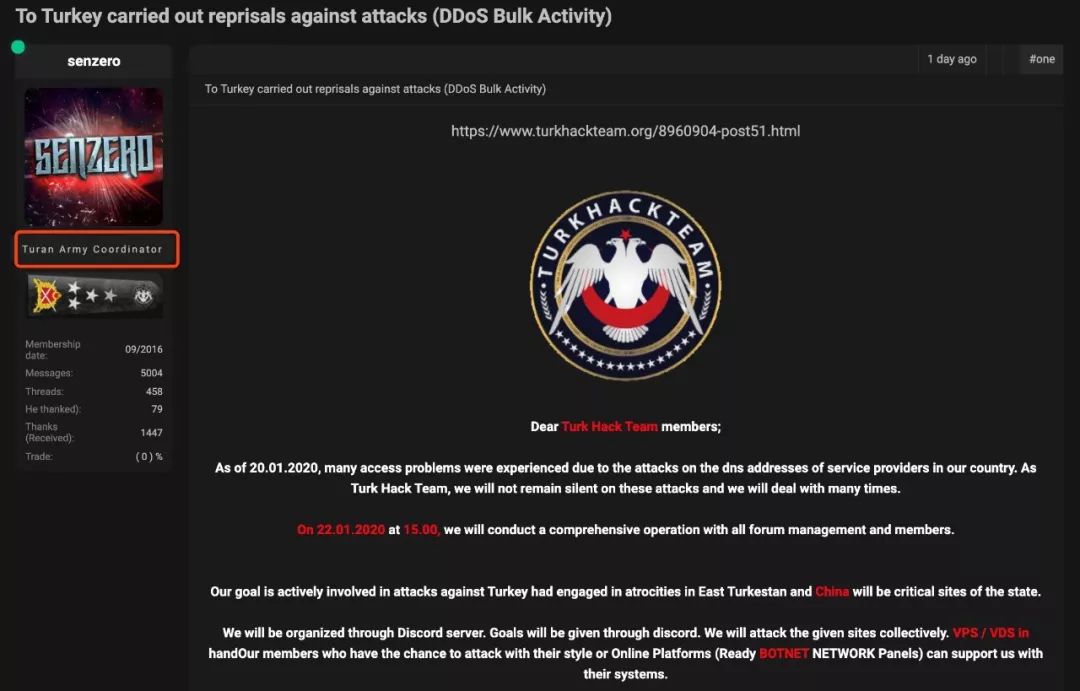 To Turkey carried out reprisals against attacks (DDoS Bulk Activity)
senzero
1 day ago
#one
To Turkey carried out reprisals against attacks (DDoS Bulk Activity)
https://www.turkhackteam.org/8960904-post51.html
SENZERO
TURKHACKTEAM
Turan Army Coordinator
Membership date: 09/2016
Messages: 5004
Threads: 458
He thanked): 79
Thanks (Received): 1447
Trade: ( 0 ) %
Dear Turk Hack Team members;
As of 20.01.2020, many access problems were experienced due to the attacks on the dns addresses of service providers in our country. As
Turk Hack Team, we will not remain silent on these attacks and we will deal with many times.
On 22.01.2020 at 15.00, we will conduct a comprehensive operation with all forum management and members.
Our goal is actively involved in attacks against Turkey had engaged in atrocities in East Turkestan and China will be critical sites of the state.
We will be organized through Discord server. Goals will be given through discord. We will attack the given sites collectively. VPS / VDS in
handOur members who have the chance to attack with their style or Online Platforms (Ready BOTNET NETWORK Panels) can support us with
their systems.